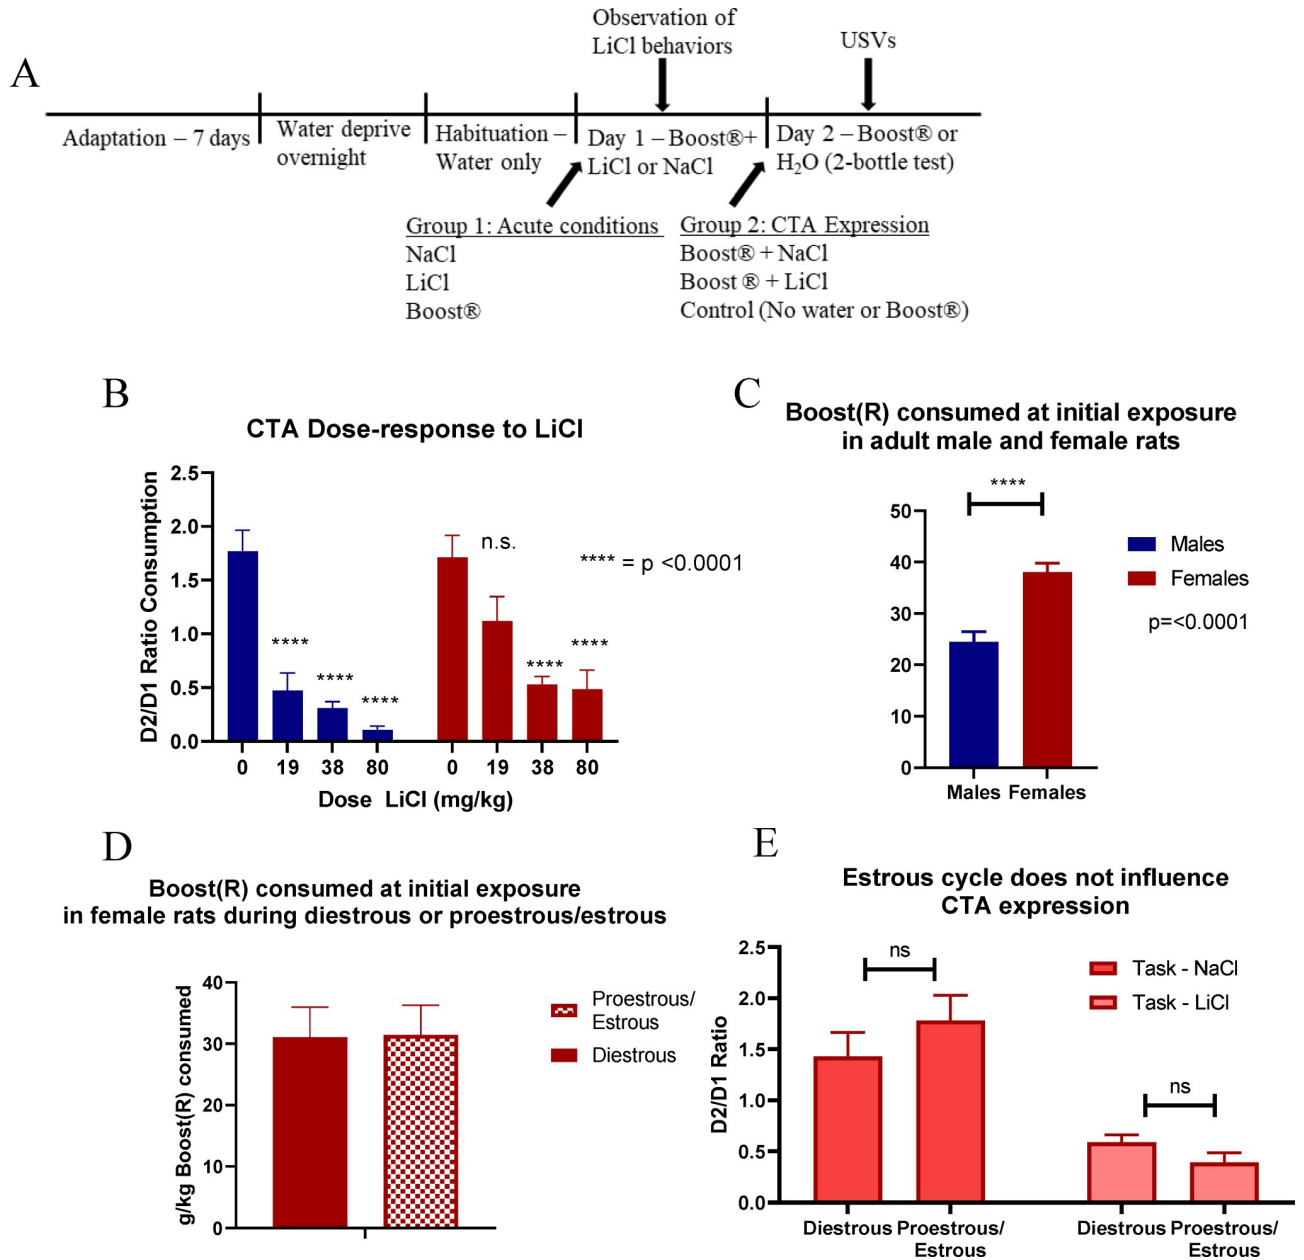 A
Observation of
LiCl behaviors
USVs
Adaptation – 7 days
Water deprive
overnight
Habituation –
Water only
Day 1 – Boost®+
LiCl or NaCl
Day 2 – Boost® or
H₂O (2-bottle test)
Group 1: Acute conditions
NaCl
LiCl
Boost®
Group 2: CTA Expression
Boost® + NaCl
Boost ® + LiCl
Control (No water or Boost®)
B
CTA Dose-response to LiCl
D2/D1 Ratio Consumption
2.5
2.0
1.5
1.0
0.5
0.0
****
****
****
n.s.
****
****
**** = p <0.0001
0 19 38 80 0 19 38 80
Dose LiCl (mg/kg)
C
Boost(R) consumed at initial exposure
in adult male and female rats
****
50
40
30
20
10
0
Males Females
Males
Females
p=<0.0001
D
Boost(R) consumed at initial exposure
in female rats during diestrous or proestrous/estrous
g/kg Boost(R) consumed
40
30
20
10
0
Proestrous/
Estrous
Diestrous
E
Estrous cycle does not influence
CTA expression
D2/D1 Ratio
2.5
2.0
1.5
1.0
0.5
0.0
ns
ns
Task - NaCl
Task - LiCl
Diestrous Proestrous/
Estrous
Diestrous Proestrous/
Estrous